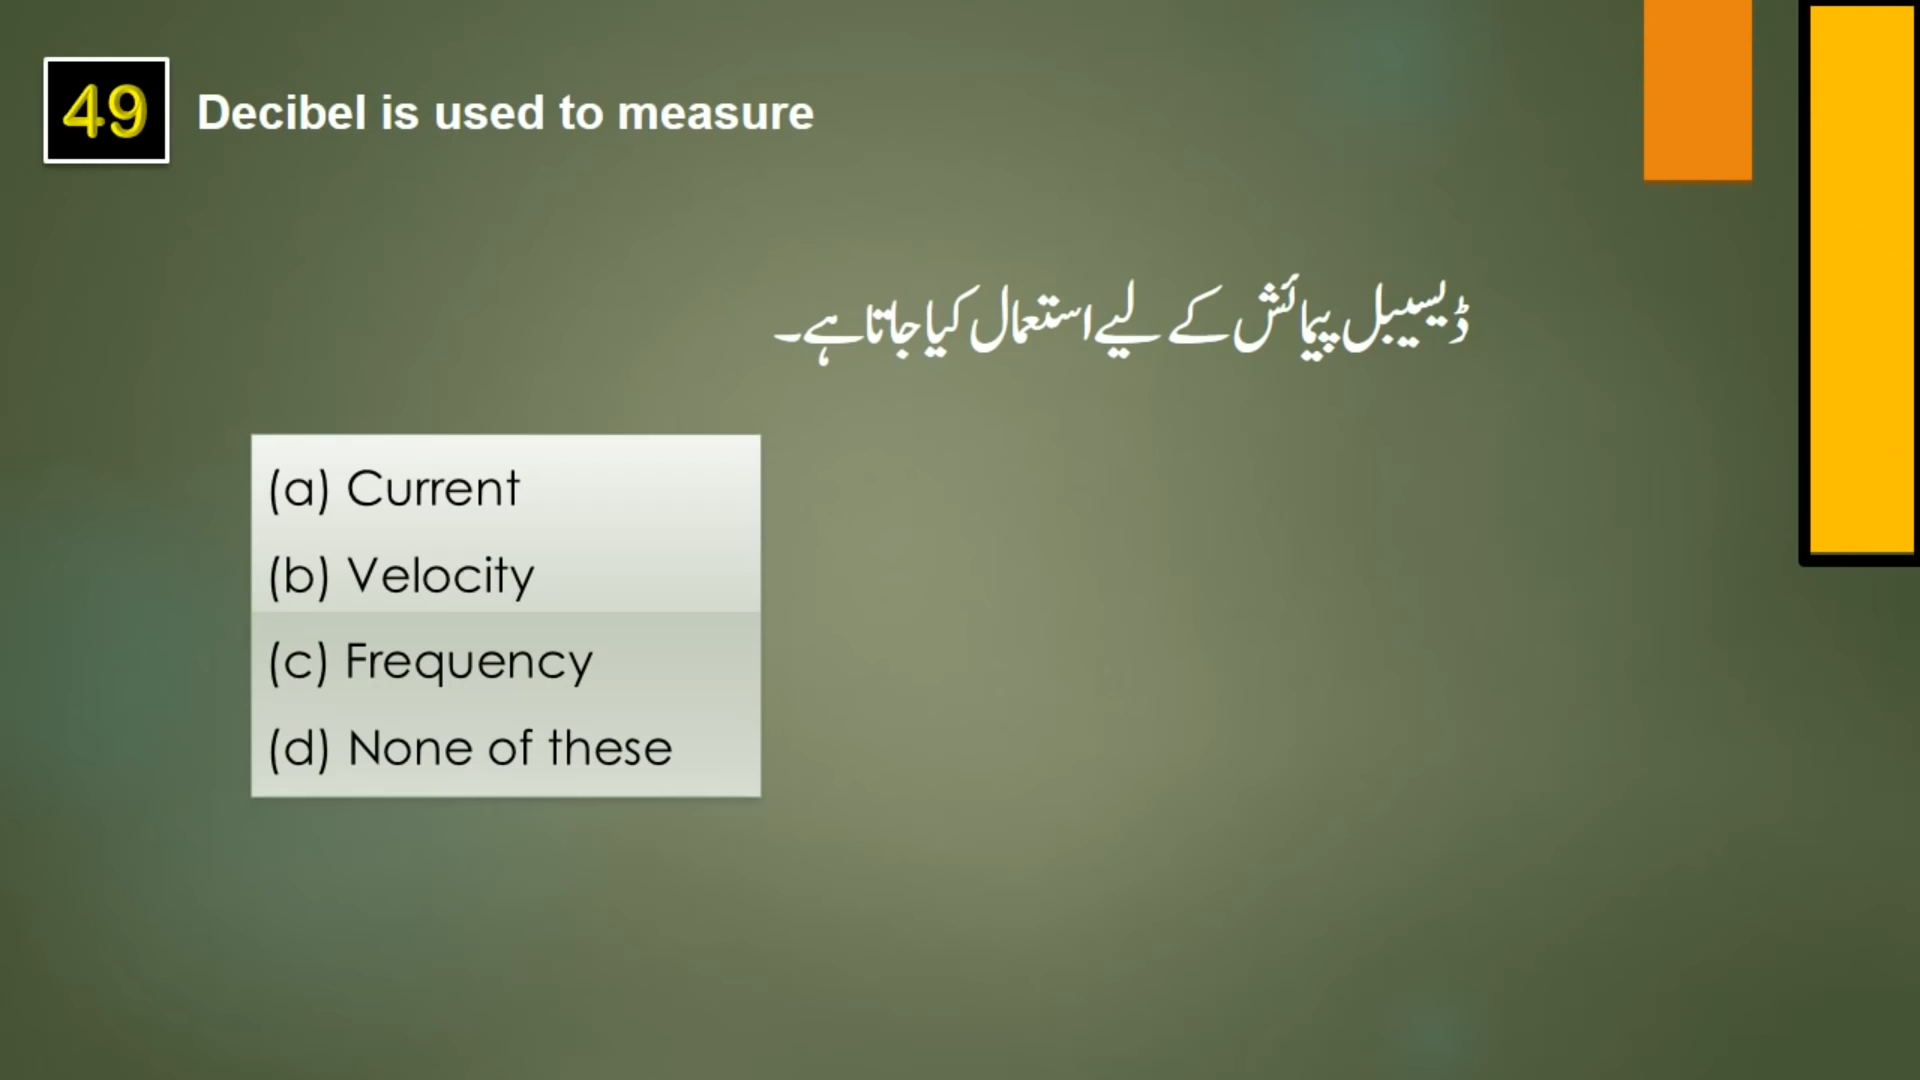 49
Decibel is used to measure
ڈیسیبل پیمائش کے لیے استعمال کیا جاتا ہے۔
(a) Current
(b) Velocity
(c) Frequency
(d) None of these